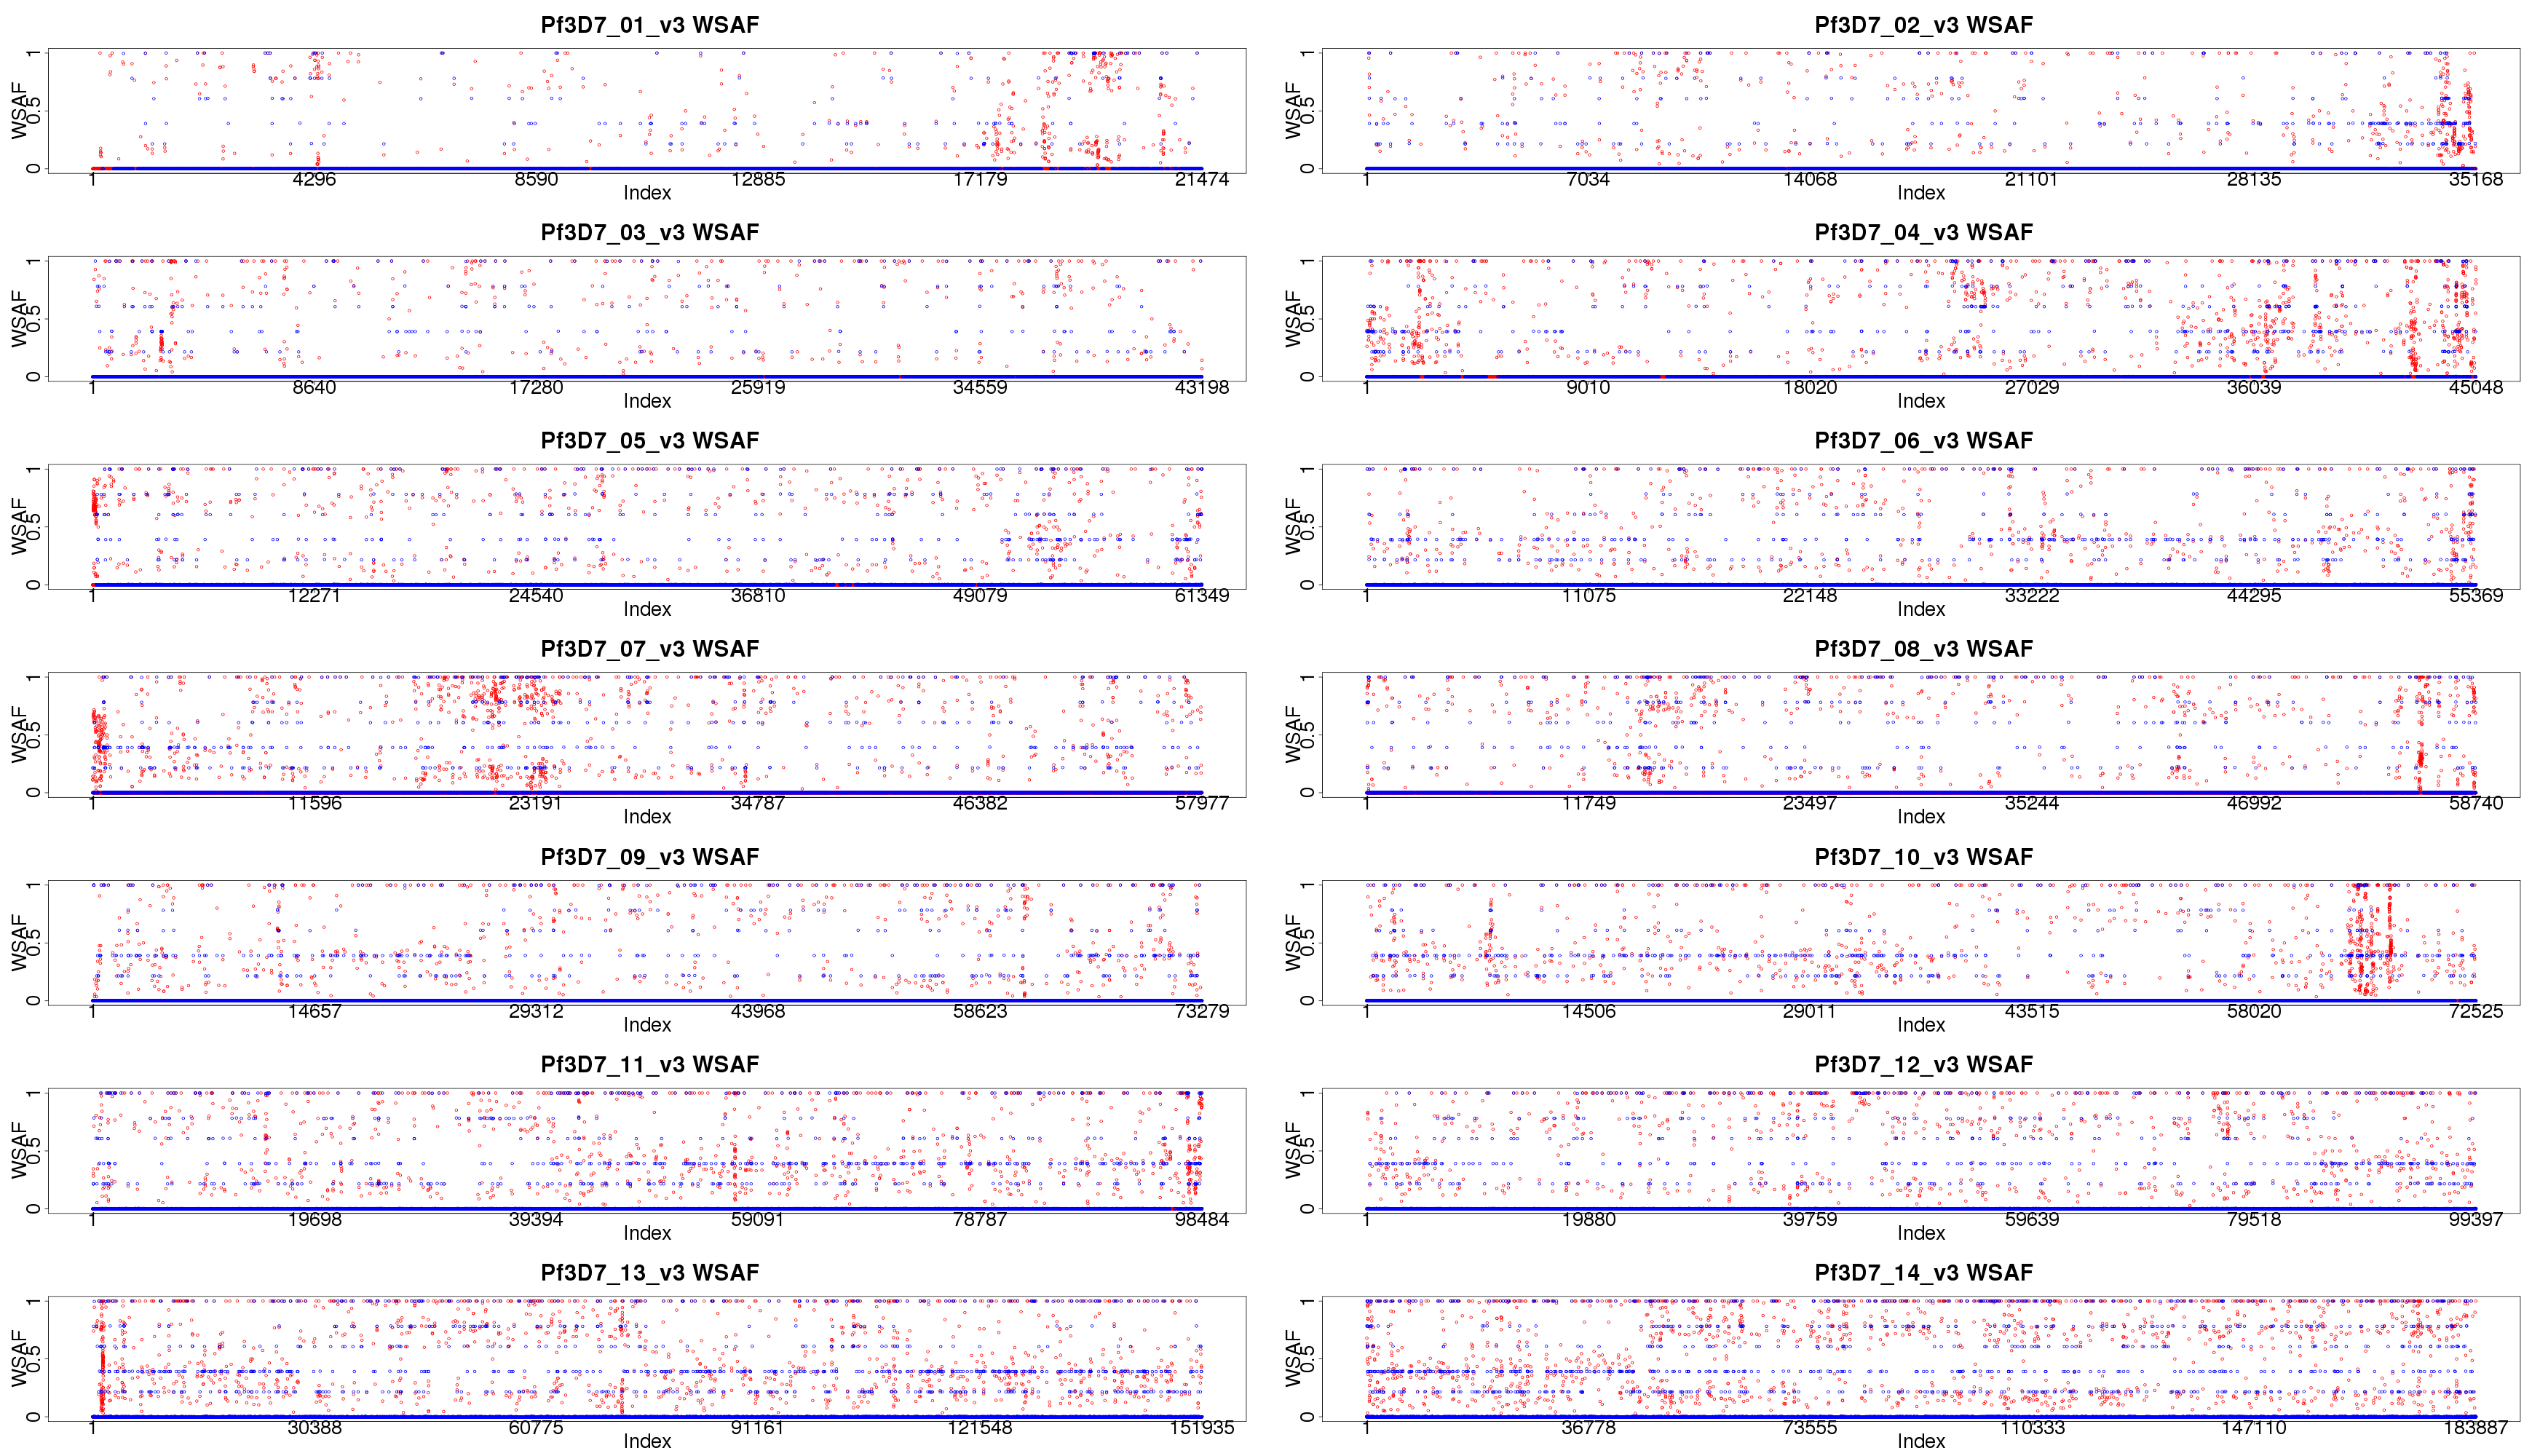 Pf3D7_01_v3 WSAF
WSAF
0 0.5 1
1 4296 8590 12885 17179 21474
Index
Pf3D7_02_v3 WSAF
WSAF
0 0.5 1
1 7034 14068 21101 28135 35168
Index
Pf3D7_03_v3 WSAF
WSAF
0 0.5 1
1 8640 17280 25919 34559 43198
Index
Pf3D7_04_v3 WSAF
WSAF
0 0.5 1
1 9010 18020 27029 36039 45048
Index
Pf3D7_05_v3 WSAF
WSAF
0 0.5 1
1 12271 24540 36810 49079 61349
Index
Pf3D7_06_v3 WSAF
WSAF
0 0.5 1
1 11075 22148 33222 44295 55369
Index
Pf3D7_07_v3 WSAF
WSAF
0 0.5 1
1 11596 23191 34787 46382 57977
Index
Pf3D7_08_v3 WSAF
WSAF
0 0.5 1
1 11749 23497 35244 46992 58740
Index
Pf3D7_09_v3 WSAF
WSAF
0 0.5 1
1 14657 29312 43968 58623 73279
Index
Pf3D7_10_v3 WSAF
WSAF
0 0.5 1
1 14506 29011 43515 58020 72525
Index
Pf3D7_11_v3 WSAF
WSAF
0 0.5 1
1 19698 39394 59091 78787 98484
Index
Pf3D7_12_v3 WSAF
WSAF
0 0.5 1
1 19880 39759 59639 79518 99397
Index
Pf3D7_13_v3 WSAF
WSAF
0 0.5 1
1 30388 60775 91161 121548 151935
Index
Pf3D7_14_v3 WSAF
WSAF
0 0.5 1
1 36778 73555 110333 147110 183887
Index